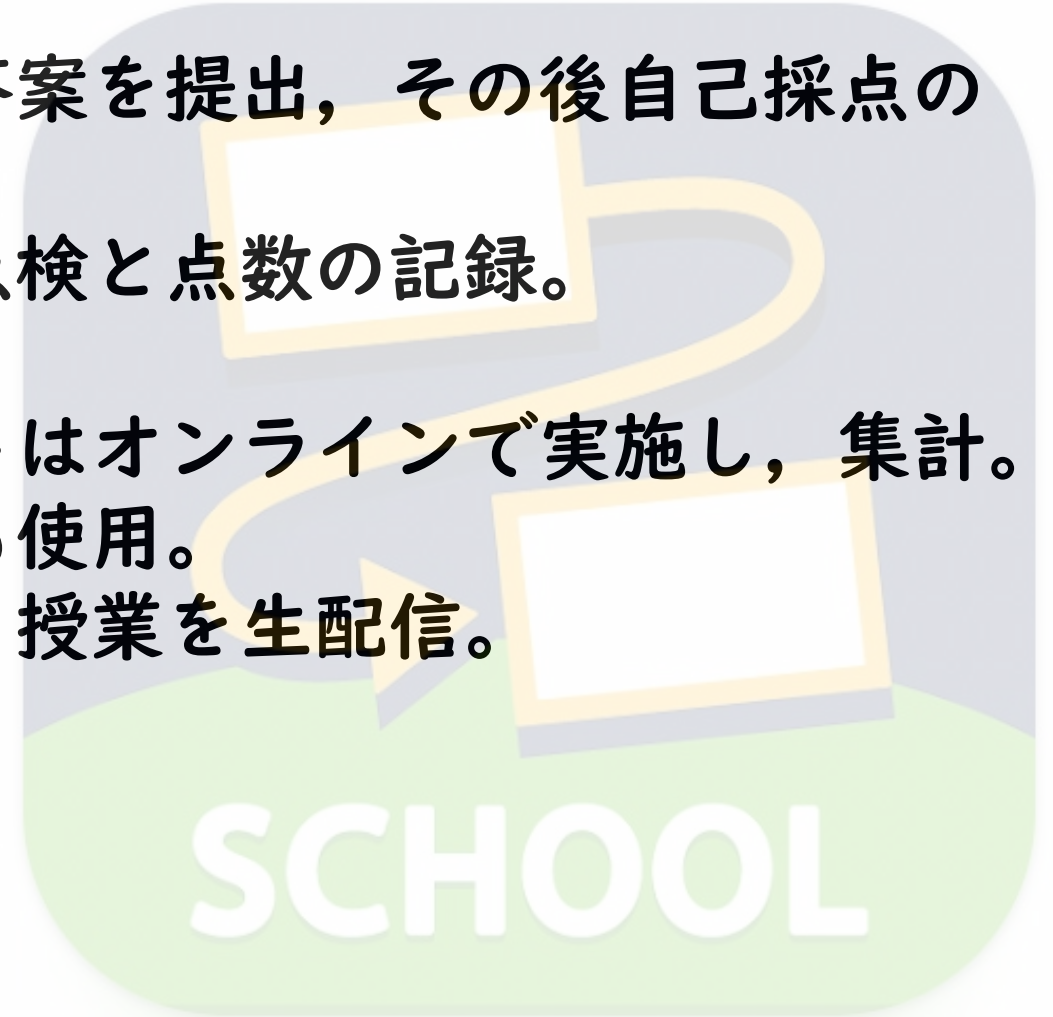 案を提出，その後自己採点の
検と点数の記録。
はオンラインで実施し，集計。
使用。
授業を生配信。
SCHOOL